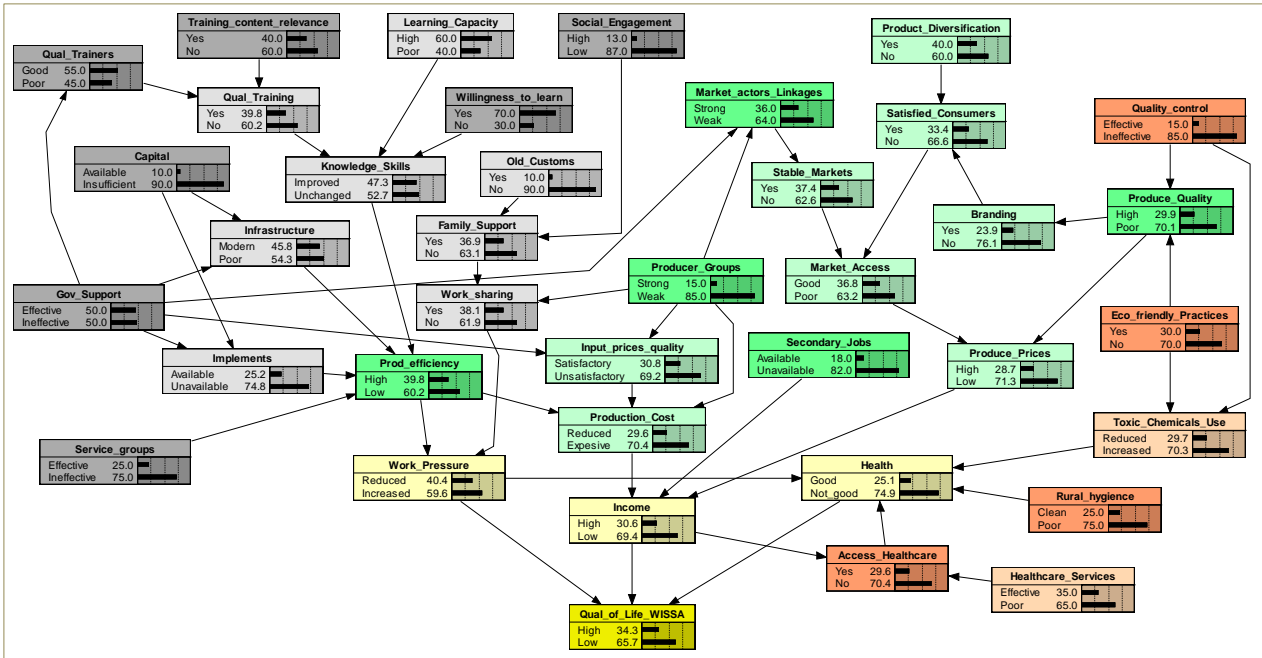 Training_content_relevance
Yes 40.0
No 60.0
Learning_Capacity
High 60.0
Poor 40.0
Social_Engagement
High 13.0
Low 87.0
Product_Diversification
Yes 40.0
No 60.0
Qual_Trainers
Good 55.0
Poor 45.0
Qual_Training
Yes 39.8
No 60.2
Willingness_to_learn
Yes 70.0
No 30.0
Market_actors_Linkages
Strong 36.0
Weak 64.0
Satisfied_Consumers
Yes 33.4
No 66.6
Quality_control
Effective 15.0
Ineffective 85.0
Capital
Available 10.0
Insufficient 90.0
Knowledge_Skills
Improved 47.3
Unchanged 52.7
Old_Customs
Yes 10.0
No 90.0
Stable_Markets
Yes 37.4
No 62.6
Produce_Quality
High 29.9
Poor 70.1
Infrastructure
Modern 45.8
Poor 54.3
Family_Support
Yes 36.9
No 63.1
Branding
Yes 23.9
No 76.1
Gov_Support
Effective 50.0
Ineffective 50.0
Work_sharing
Yes 38.1
No 61.9
Producer_Groups
Strong 15.0
Weak 85.0
Market_Access
Good 36.8
Poor 63.2
Eco_friendly_Practices
Yes 30.0
No 70.0
Implements
Available 25.2
Unavailable 74.8
Prod_efficiency
High 39.8
Low 60.2
Input_prices_quality
Satisfactory 30.8
Unsatisfactory 69.2
Secondary_Jobs
Available 18.0
Unavailable 82.0
Produce_Prices
High 28.7
Low 71.3
Service_groups
Effective 25.0
Ineffective 75.0
Production_Cost
Reduced 29.6
Expesive 70.4
Toxic_Chemicals_Use
Reduced 29.7
Increased 70.3
Work_Pressure
Reduced 40.4
Increased 59.6
Health
Good 25.1
Not_good 74.9
Income
High 30.6
Low 69.4
Rural_hygience
Clean 25.0
Poor 75.0
Access_Healthcare
Yes 29.6
No 70.4
Healthcare_Services
Effective 35.0
Poor 65.0
Qual_of_Life_WISSA
High 34.3
Low 65.7